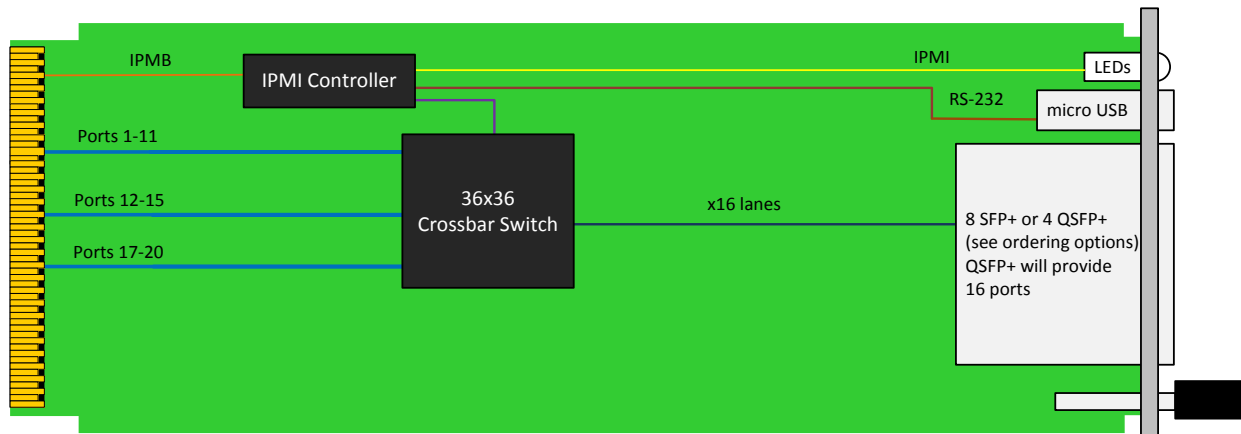 IPMB
IPMI Controller
IPMI
LEDs
RS-232
micro USB
Ports 1-11
36x36
Crossbar Switch
Ports 12-15
x16 lanes
8 SFP+ or 4 QSFP+
(see ordering options)
QSFP+ will provide
16 ports
Ports 17-20